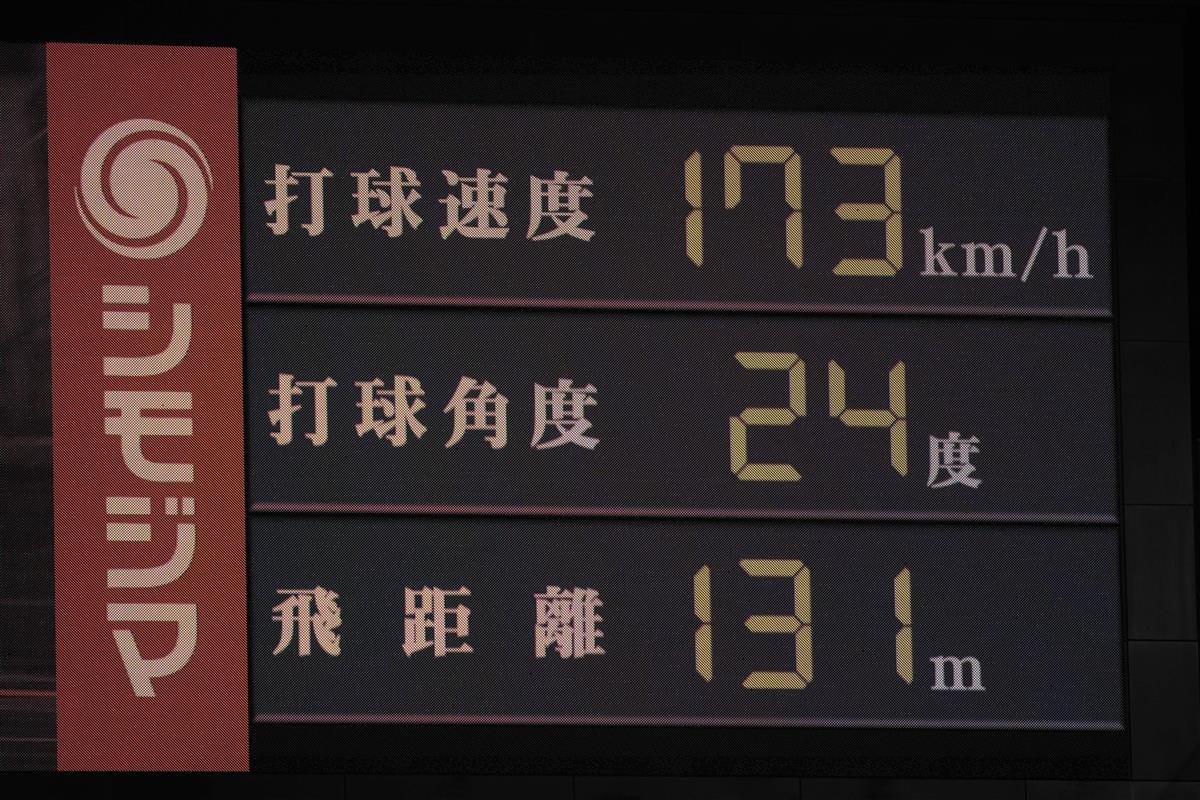 シモジマ
打球速度 173 km/h
打球角度 24 度
飛距離 131 m